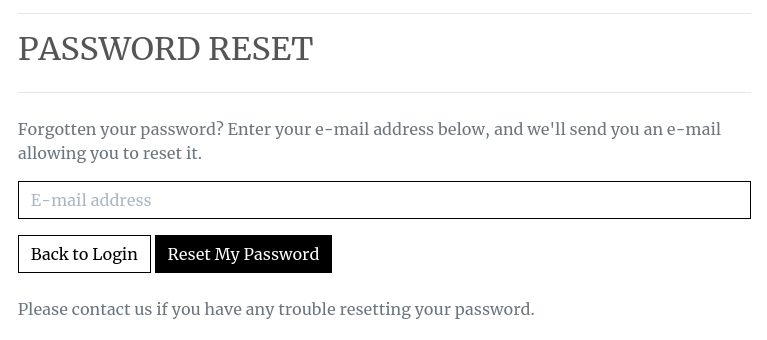 PASSWORD RESET
Forgotten your password? Enter your e-mail address below, and we'll send you an e-mail
allowing you to reset it.
E-mail address
Back to Login Reset My Password
Please contact us if you have any trouble resetting your password.